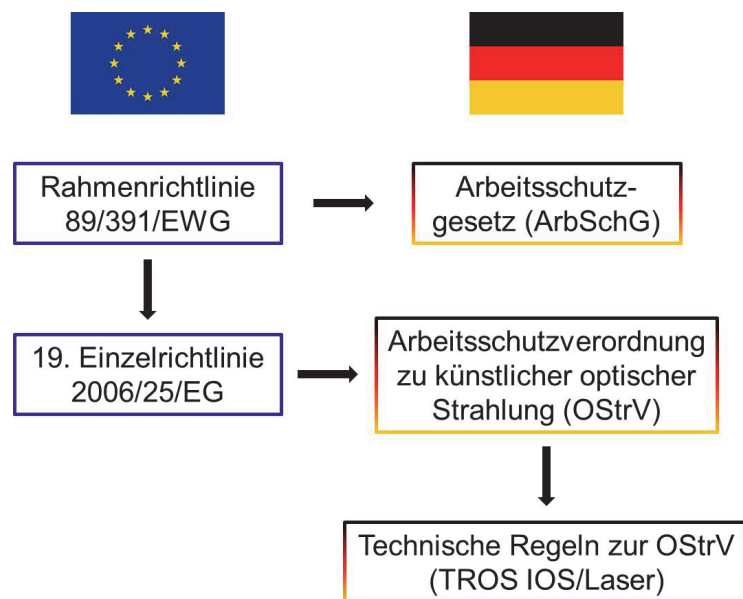 Rahmenrichtlinie
89/391/EWG
Arbeitsschutz-
gesetz (ArbSchG)
19. Einzelrichtlinie
2006/25/EG
Arbeitsschutzverordnung
zu künstlicher optischer
Strahlung (OStrV)
Technische Regeln zur OStrV
(TROS IOS/Laser)